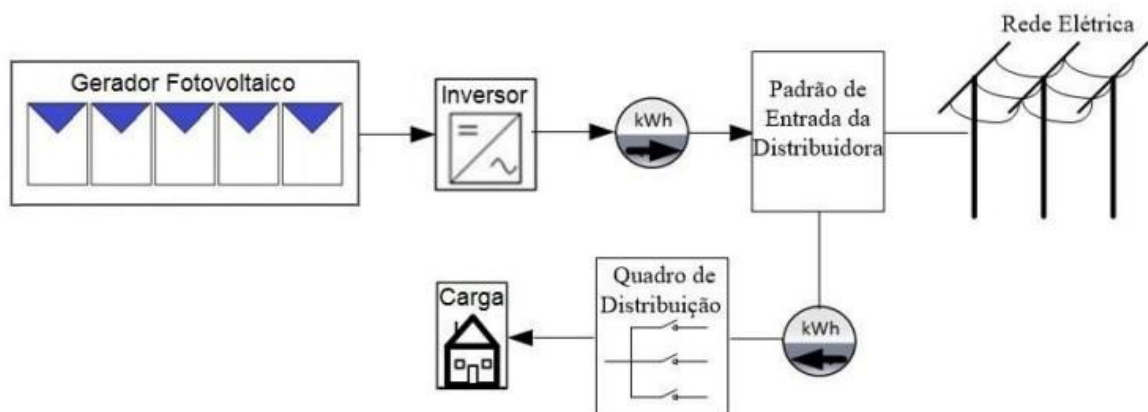 Rede Elétrica
Gerador Fotovoltaico
Inversor
kWh
Padrão de
Entrada da
Distribuidora
Carga
Quadro de
Distribuição
kWh